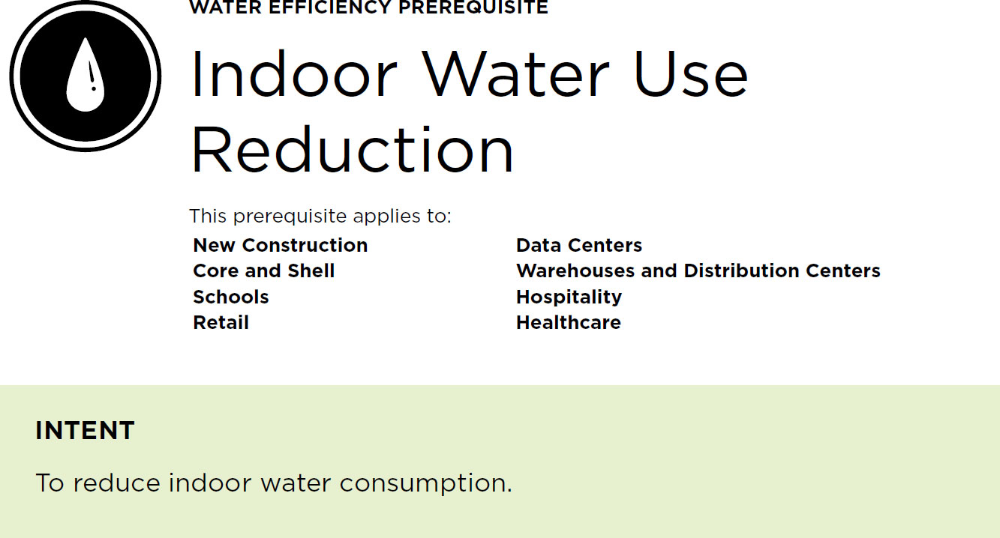 WATER EFFICIENCY PREREQUISITE
Indoor Water Use
Reduction
This prerequisite applies to:
New Construction
Core and Shell
Schools
Retail
Data Centers
Warehouses and Distribution Centers
Hospitality
Healthcare
INTENT
To reduce indoor water consumption.